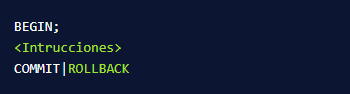 BEGIN;
<Intrucciones>
COMMIT|ROLLBACK